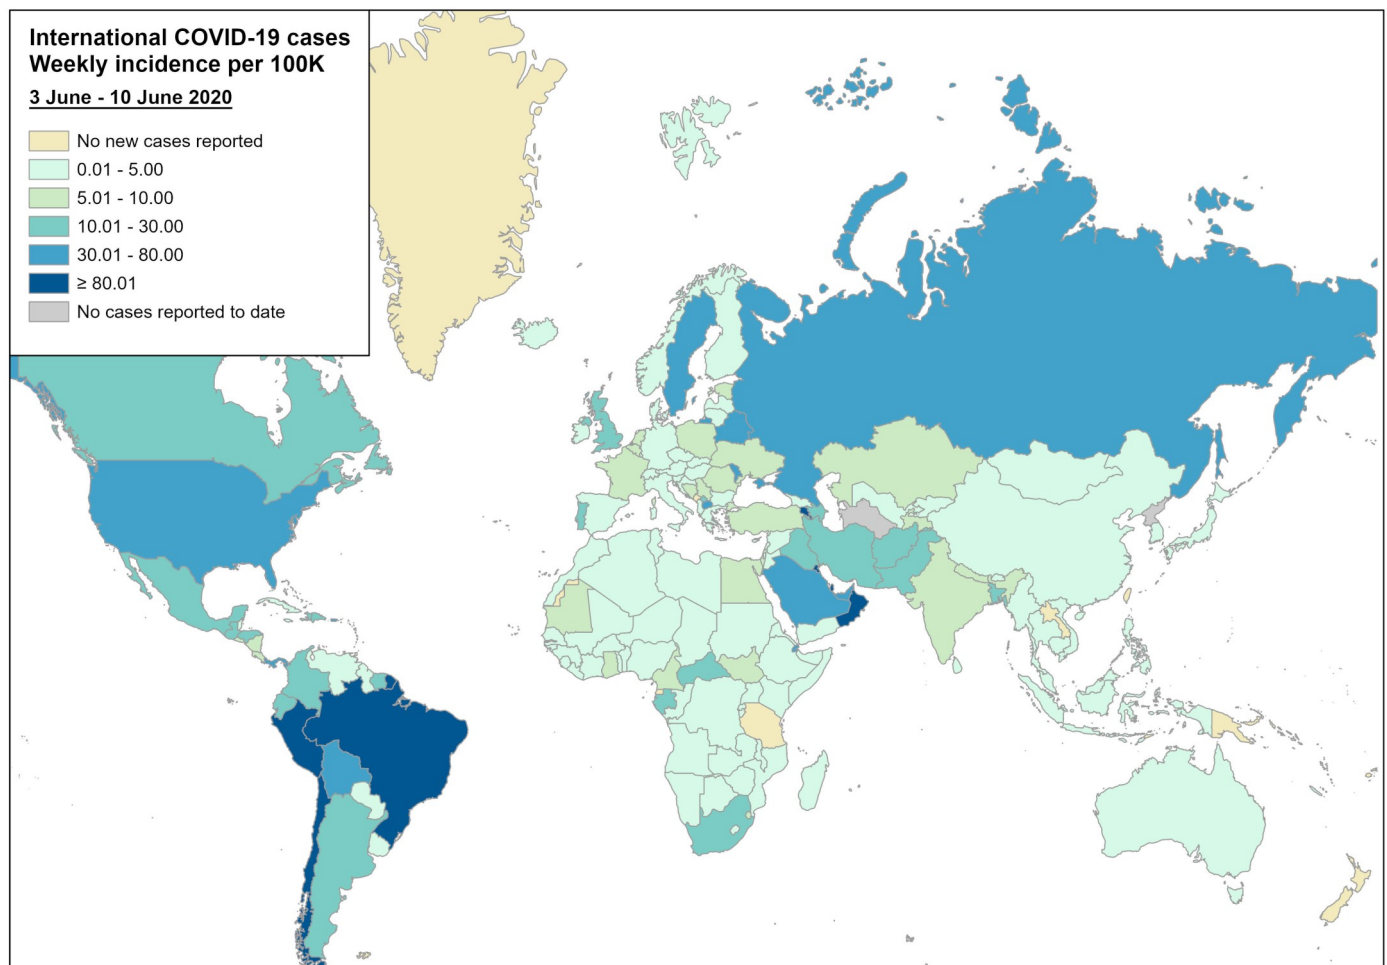 International COVID-19 cases
Weekly incidence per 100K
3 June - 10 June 2020
No new cases reported
0.01 - 5.00
5.01 - 10.00
10.01 - 30.00
30.01 - 80.00
≥ 80.01
No cases reported to date